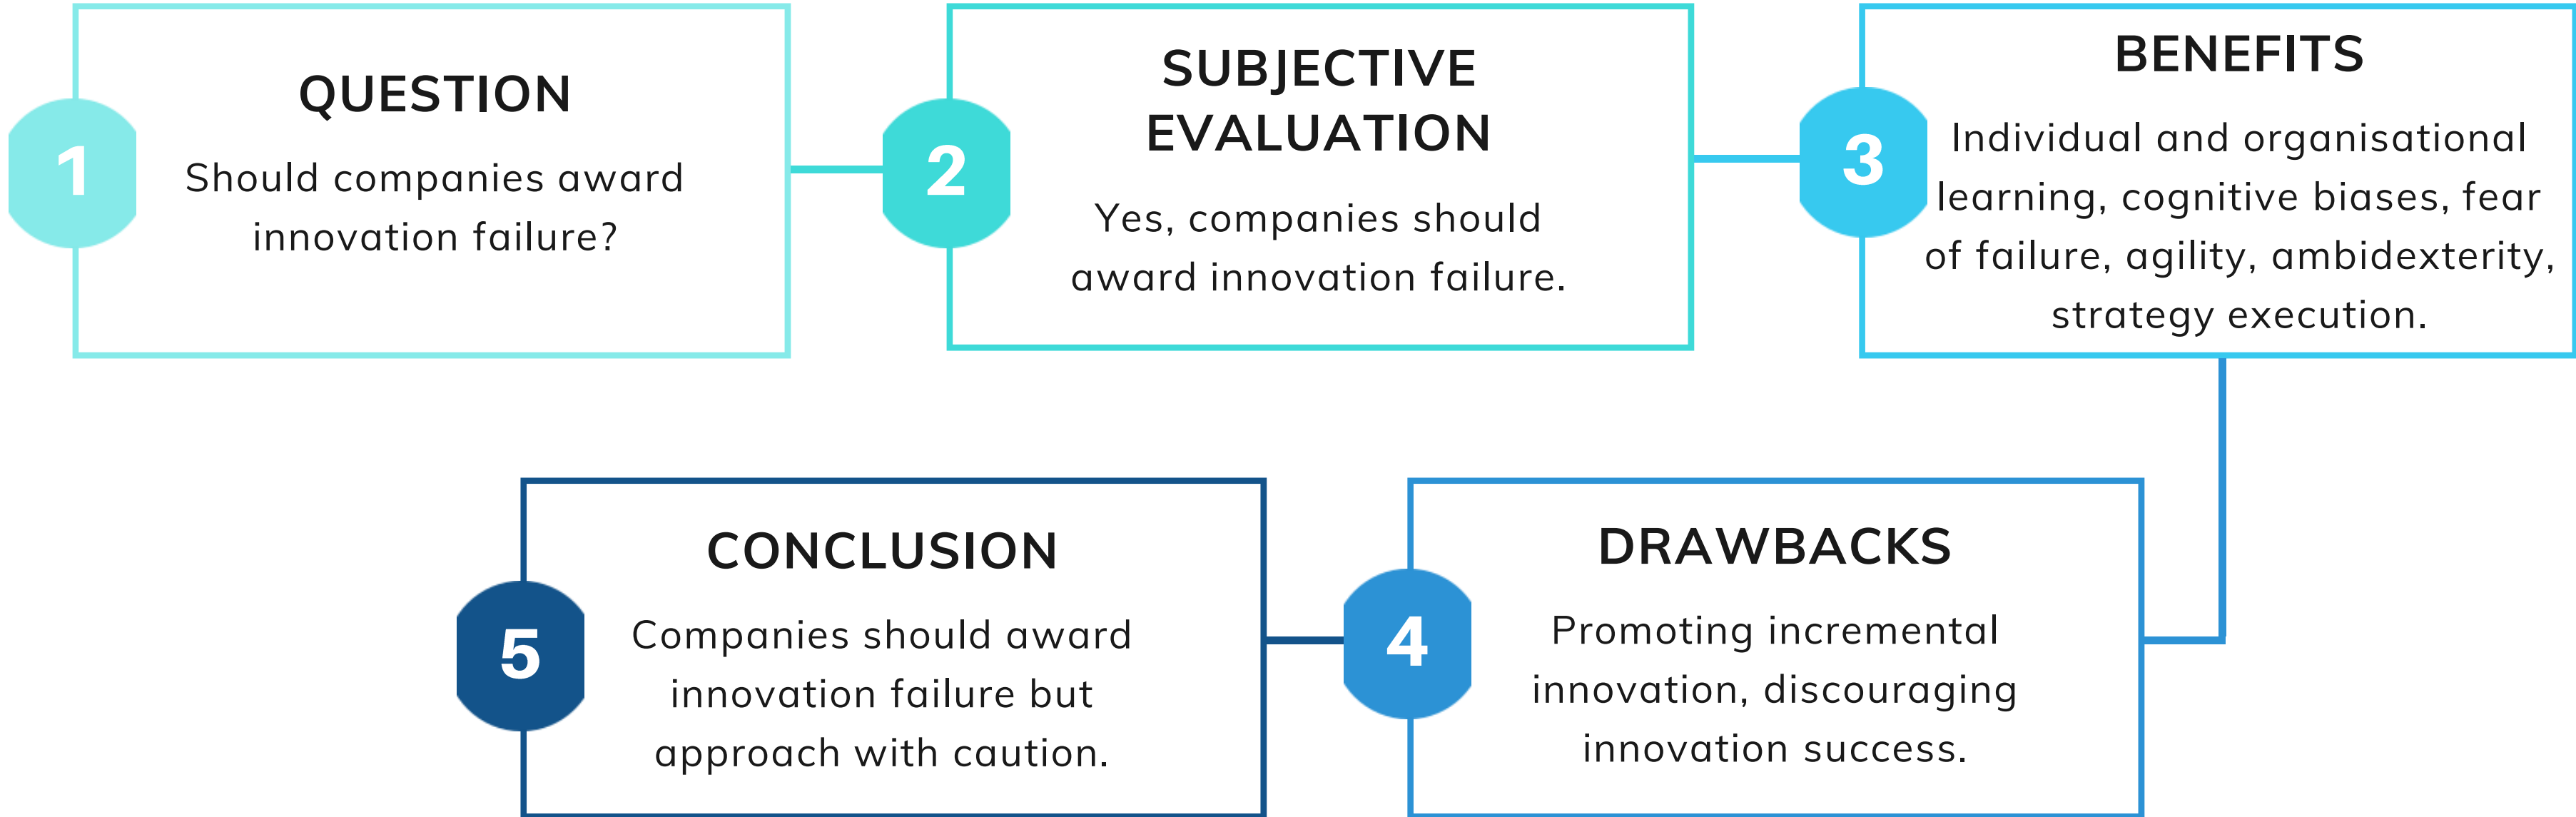 1
QUESTION
Should companies award
innovation failure?
2
SUBJECTIVE
EVALUATION
Yes, companies should
award innovation failure.
3
BENEFITS
Individual and organisational
learning, cognitive biases, fear
of failure, agility, ambidexterity,
strategy execution.
4
DRAWBACKS
Promoting incremental
innovation, discouraging
innovation success.
5
CONCLUSION
Companies should award
innovation failure but
approach with caution.